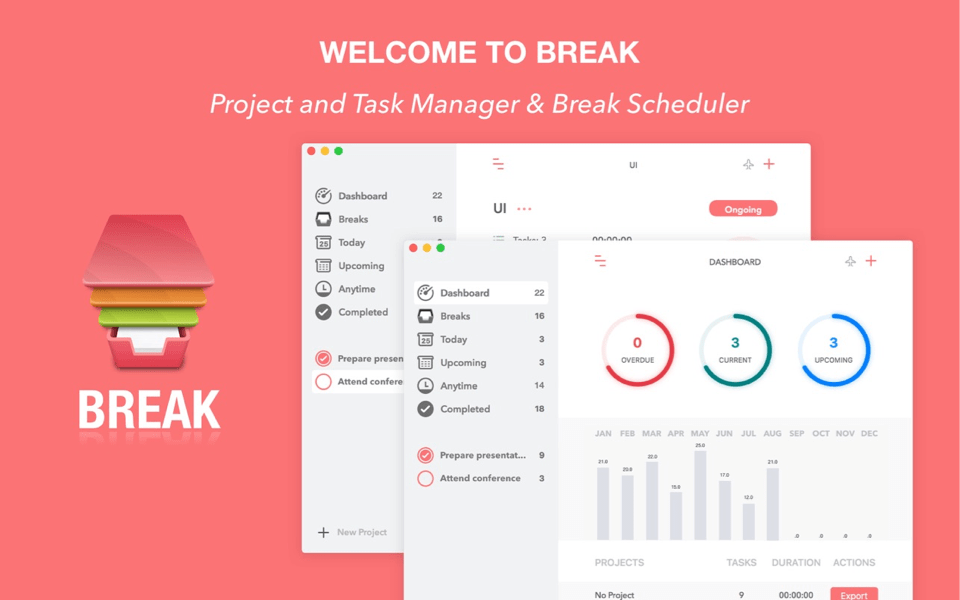 WELCOME TO BREAK
Project and Task Manager & Break Scheduler
BREAK
UI
Dashboard 22
Breaks 16
25 Today
Upcoming
Anytime
Completed
UI
Ongoing
Tasks: 3 00:00:00
Prepare presen
Attend confere
New Project
DASHBOARD
Dashboard 22
Breaks 16
25 Today 3
Upcoming 3
Anytime 14
Completed 18
Prepare presentat... 9
Attend conference 3
0 OVERDUE
3 CURRENT
3 UPCOMING
JAN FEB MAR APR MAY JUN JUL AUG SEP OCT NOV DEC
21.0 22.0 25.0 17.0 12.0 21.0 .0 .0 .0 .0
PROJECTS TASKS DURATION ACTIONS
No Project 9 00:00:00 Export